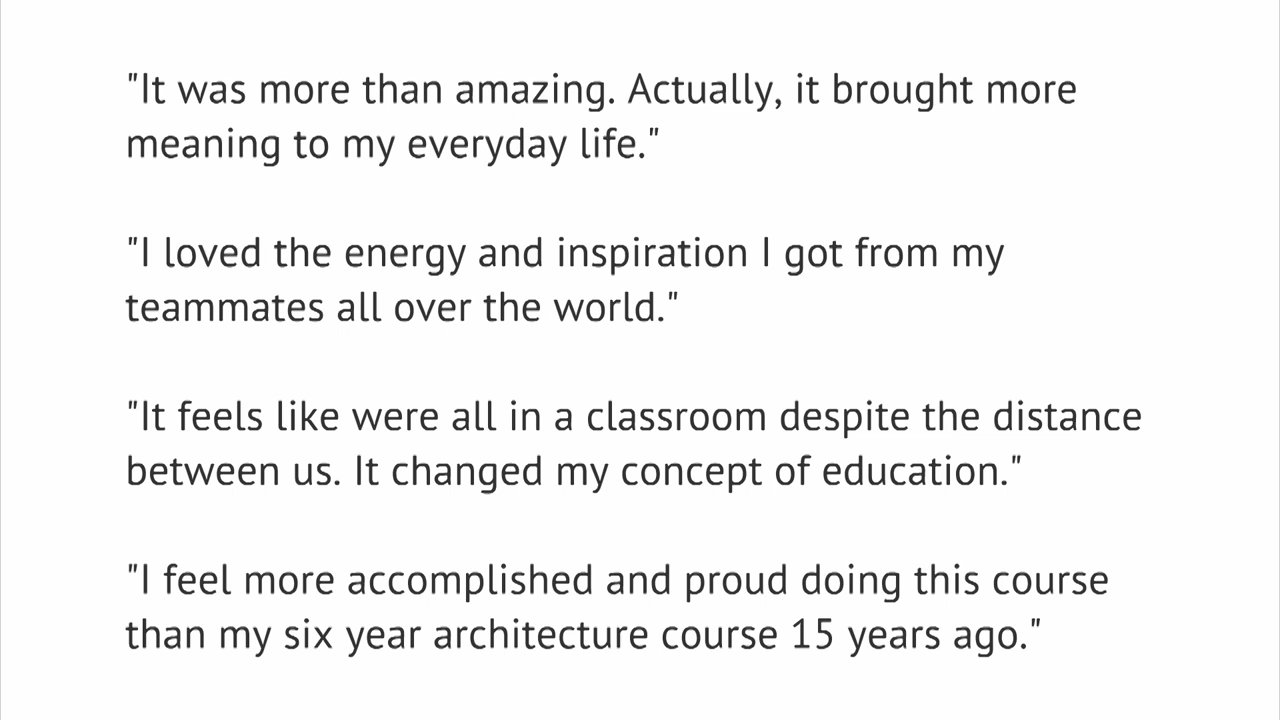 "It was more than amazing. Actually, it brought more
meaning to my everyday life."
"I loved the energy and inspiration I got from my
teammates all over the world."
"It feels like were all in a classroom despite the distance
between us. It changed my concept of education."
"I feel more accomplished and proud doing this course
than my six year architecture course 15 years ago."